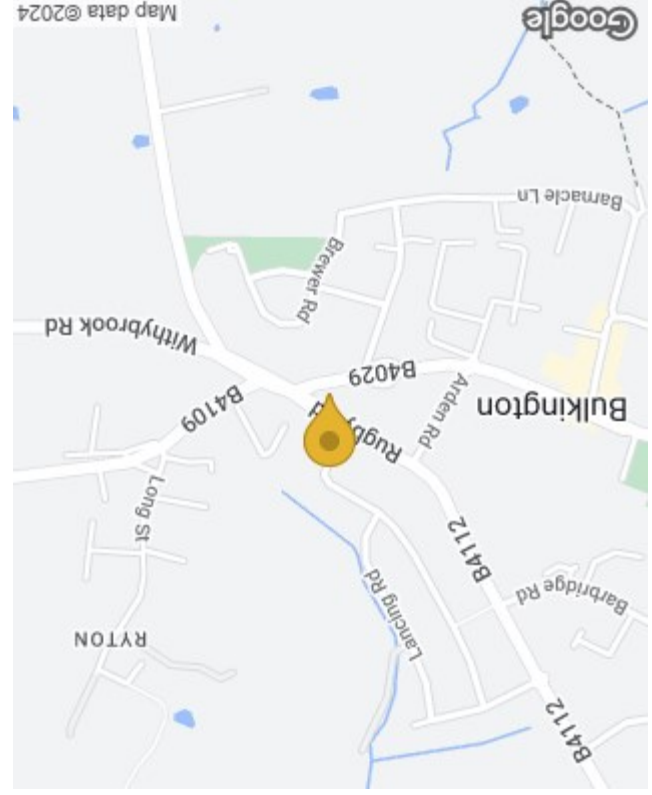 B4112
RYTON
Lancing Rd
Barbridge Rd
B4112
Long St
Rugby
B4109
Bulkington
Arden Rd
B4029
Withybrook Rd
Brewer Rd
Barnacle Ln
Google
Map data ©2024